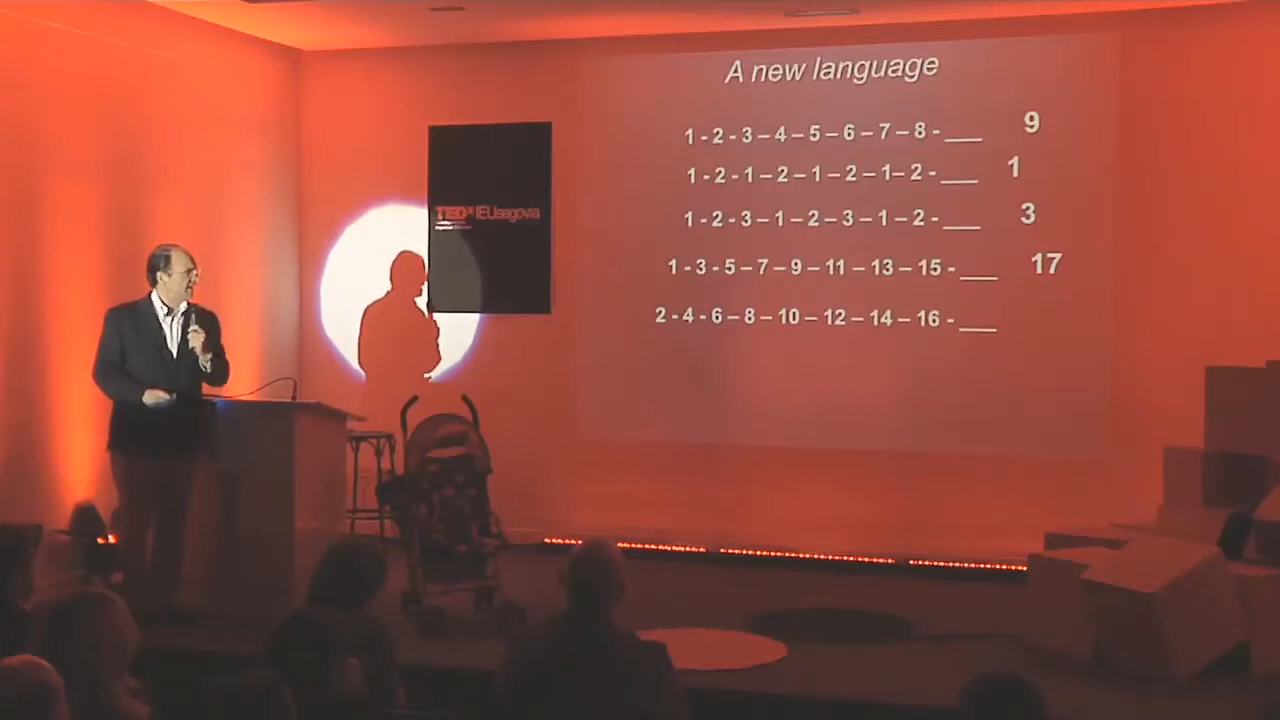 A new language
1 - 2 - 3 – 4 – 5 – 6 – 7 – 8 - ___ 9
1 - 2 - 1 – 2 – 1 – 2 – 1– 2 - ___ 1
1 - 2 - 3 – 1 – 2 – 3 – 1 – 2 - ___ 3
1 - 3 - 5 – 7 – 9 – 11 – 13 – 15 - ___ 17
2 - 4 - 6 – 8 – 10 – 12 – 14 – 16 - ___
TEDx IEUsegovia